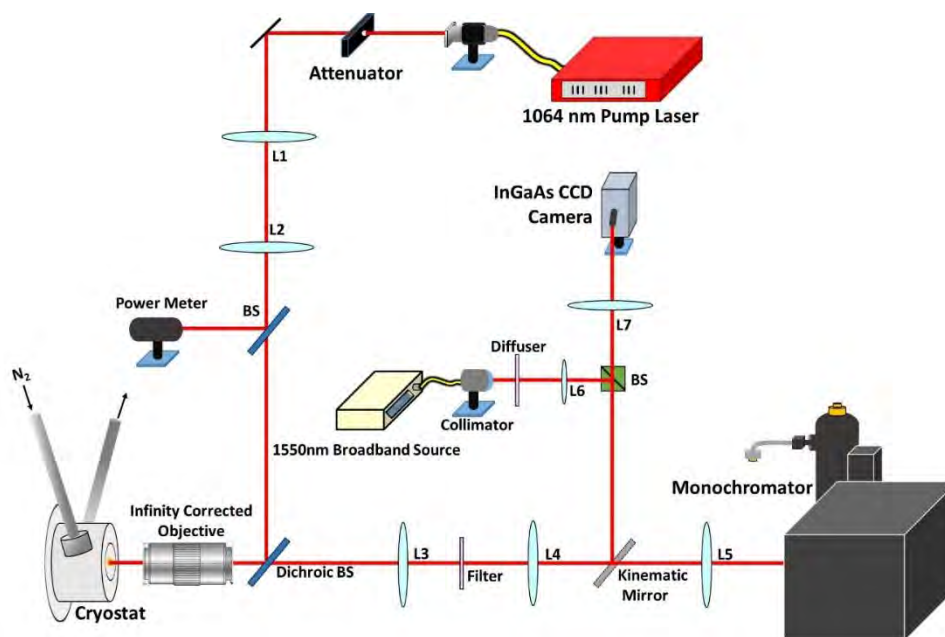 Attenuator
1064 nm Pump Laser
L1
InGaAs CCD
Camera
L2
Power Meter
BS
L7
Diffuser
N2
L6
BS
Collimator
1550nm Broadband Source
Monochromator
Infinity Corrected
Objective
L3
L4
L5
Dichroic BS
Filter
Kinematic
Mirror
Cryostat